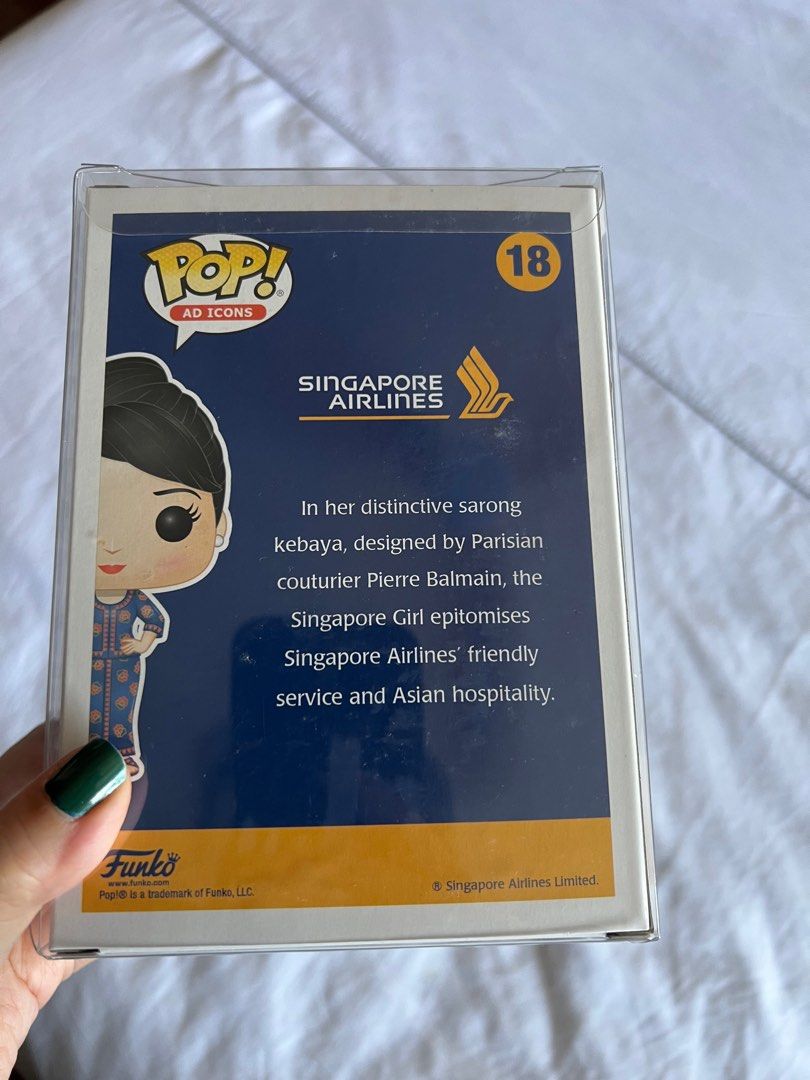 POP!®
AD ICONS
18
SINGAPORE
AIRLINES
In her distinctive sarong
kebaya, designed by Parisian
couturier Pierre Balmain, the
Singapore Girl epitomises
Singapore Airlines' friendly
service and Asian hospitality.
Funko
www.funko.com
Pop!® is a trademark of Funko, LLC.
® Singapore Airlines Limited.